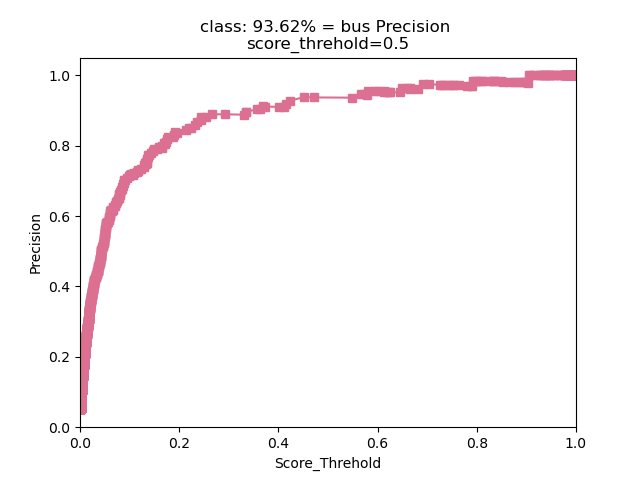 class: 93.62% = bus Precision
score_threhold=0.5
1.0
0.8
0.6
0.4
0.2
0.0
Precision
0.0 0.2 0.4 0.6 0.8 1.0
Score_Threhold